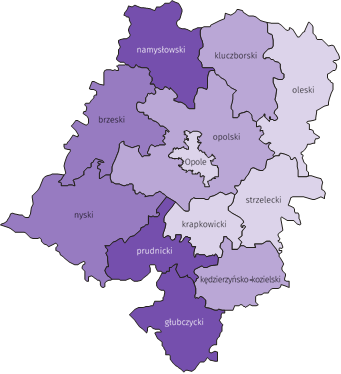 namysłowski
kluczborski
oleski
brzeski
opolski
Opole
strzelecki
nyski
krapkowicki
prudnicki
kędzierzyńsko-kozielski
głubczycki